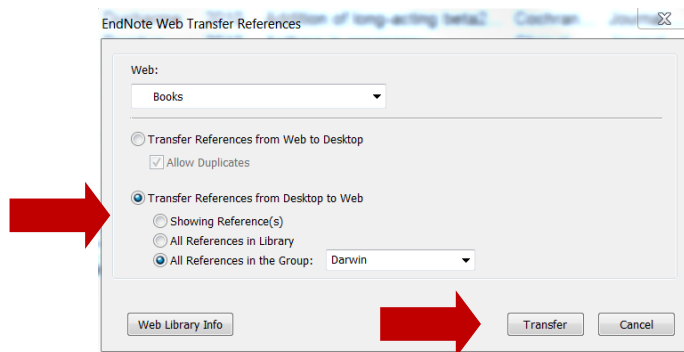 EndNote Web Transfer References
Web:
Books
Transfer References from Web to Desktop
Allow Duplicates
Transfer References from Desktop to Web
Showing Reference(s)
All References in Library
All References in the Group: Darwin
Web Library Info Transfer Cancel